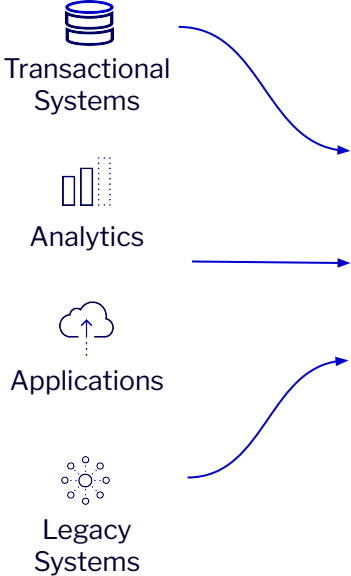 Transactional
Systems
Analytics
Applications
Legacy
Systems